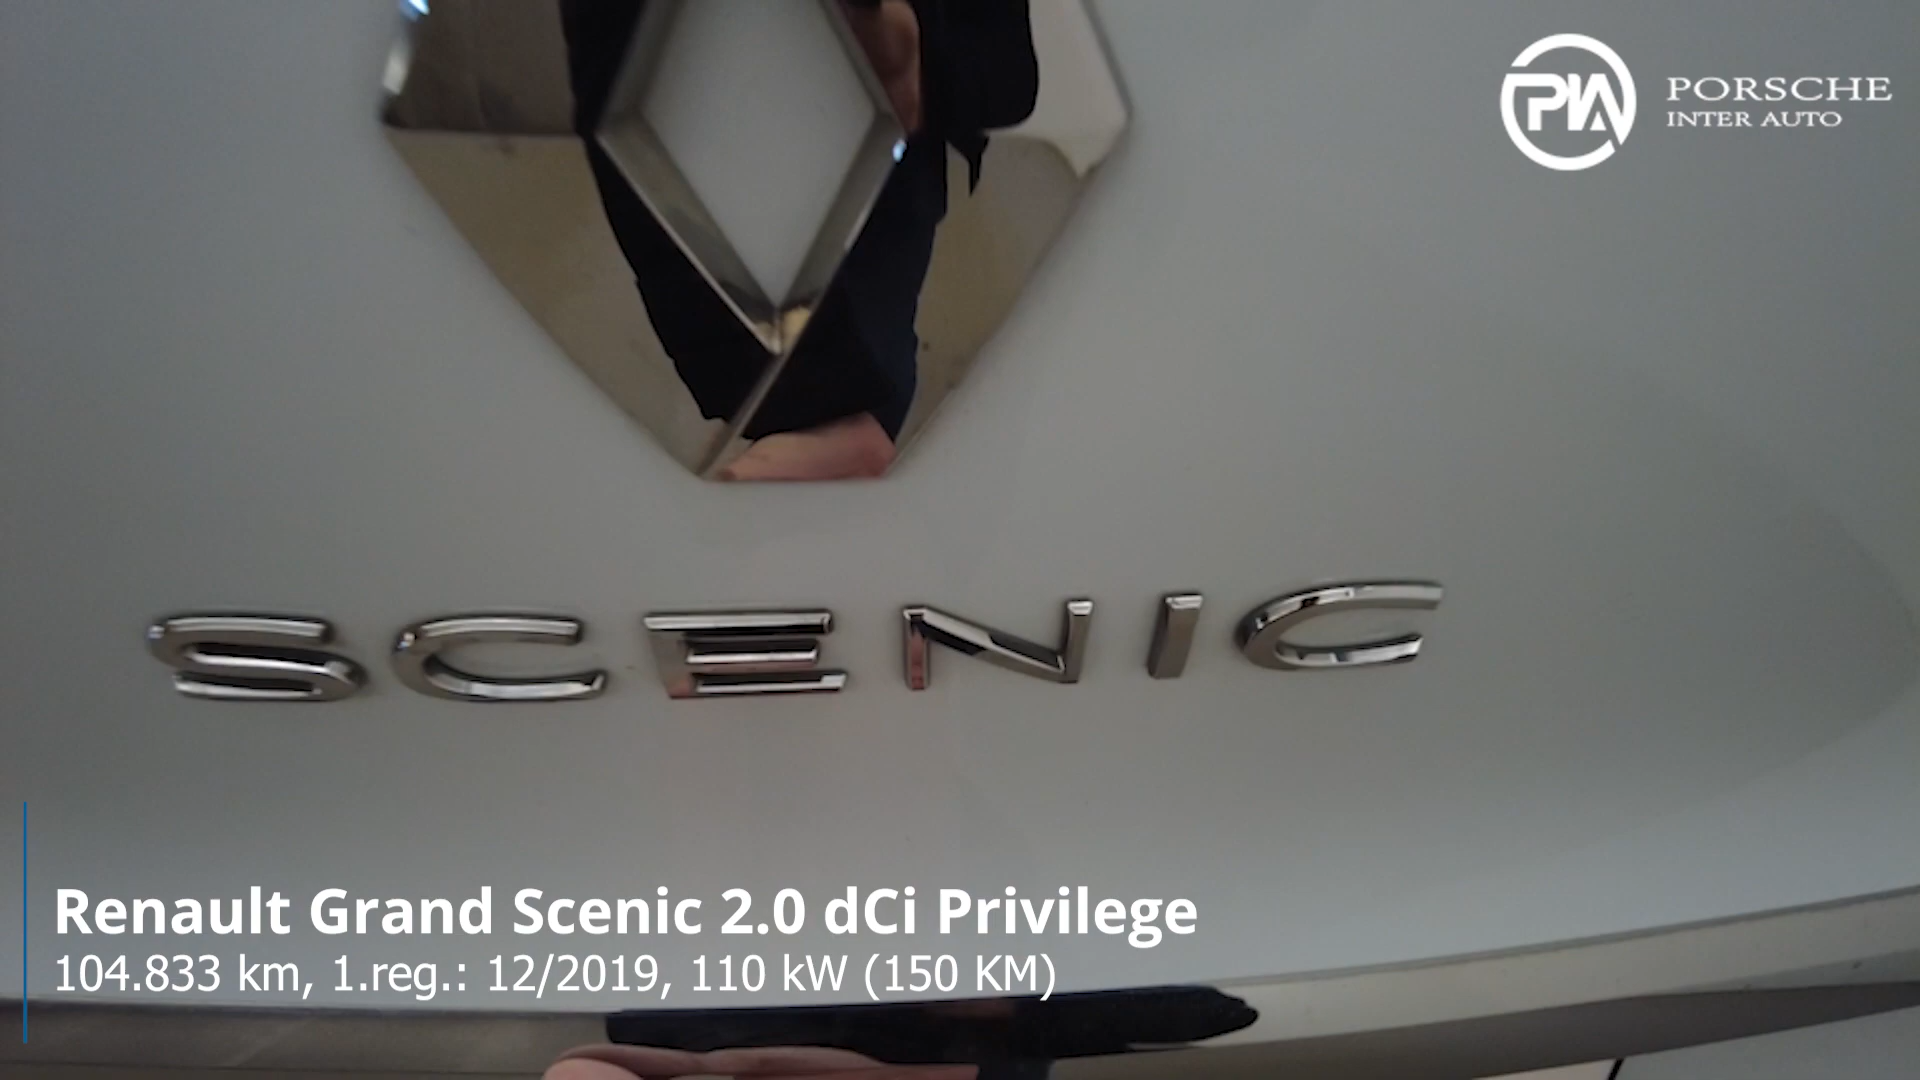 PIA
PORSCHE
INTER AUTO
SCENIC
Renault Grand Scenic 2.0 dCi Privilege
104.833 km, 1.reg.: 12/2019, 110 kW (150 KM)